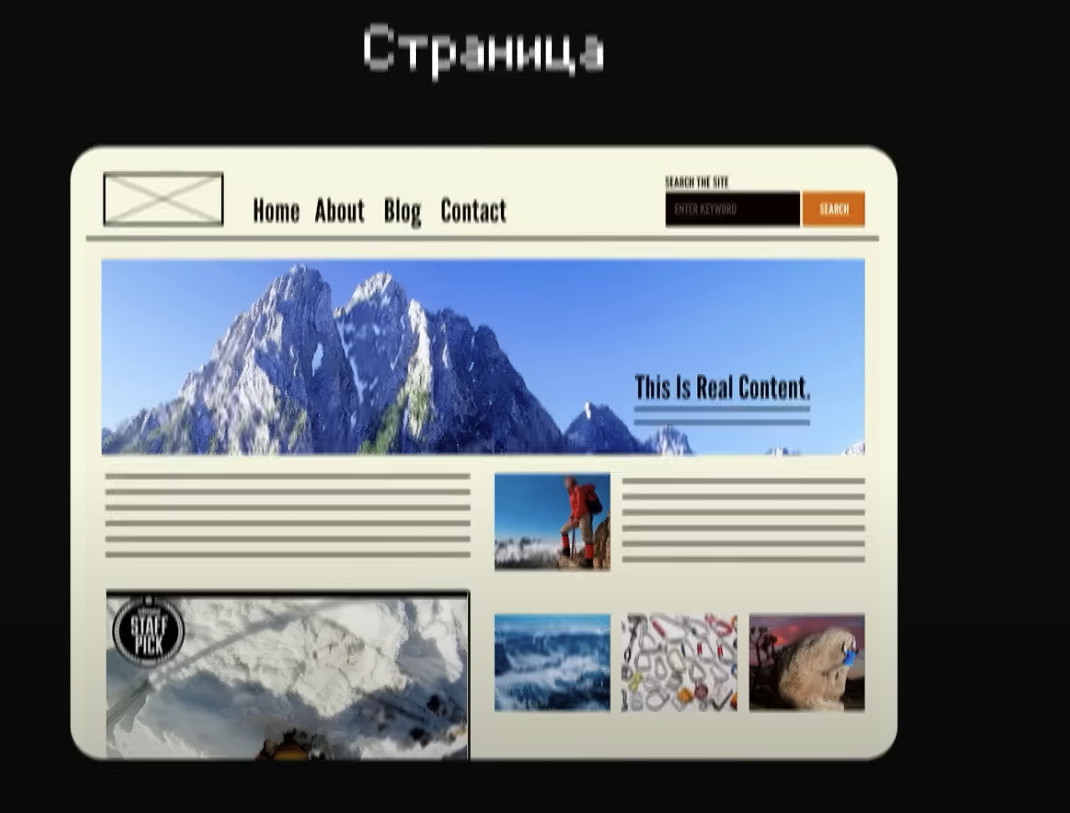 Страница
SEARCH THE SITE
Home About Blog Contact
ENTER KEYWORD SEARCH
This Is Real Content.
STAFF
PICK